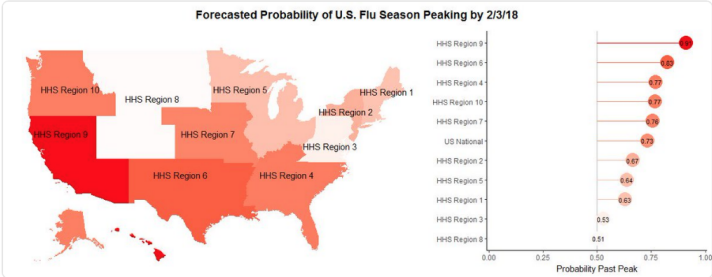 Forecasted Probability of U.S. Flu Season Peaking by 2/3/18
HHS Region 10
HHS Region 8
HHS Region 5
HHS Region 1
HHS Region 2
HHS Region 9
HHS Region 7
HHS Region 3
HHS Region 6
HHS Region 4
HHS Region 9 0.91
HHS Region 6 0.83
HHS Region 4 0.77
HHS Region 10 0.77
HHS Region 7 0.76
US National 0.73
HHS Region 2 0.67
HHS Region 5 0.64
HHS Region 1 0.63
HHS Region 3 0.53
HHS Region 8 0.51
0.00 0.25 0.50 0.75 1.00
Probability Past Peak